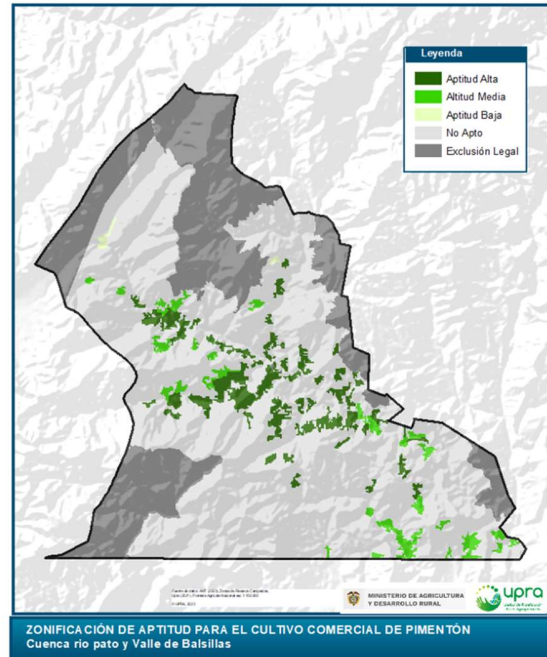 Leyenda
Aptitud Alta
Altitud Media
Aptitud Baja
No Apto
Exclusión Legal
MINISTERIO DE AGRICULTURA
Y DESARROLLO RURAL
upra
ZONIFICACIÓN DE APTITUD PARA EL CULTIVO COMERCIAL DE PIMENTÓN
Cuenca rio pato y Valle de Balsillas